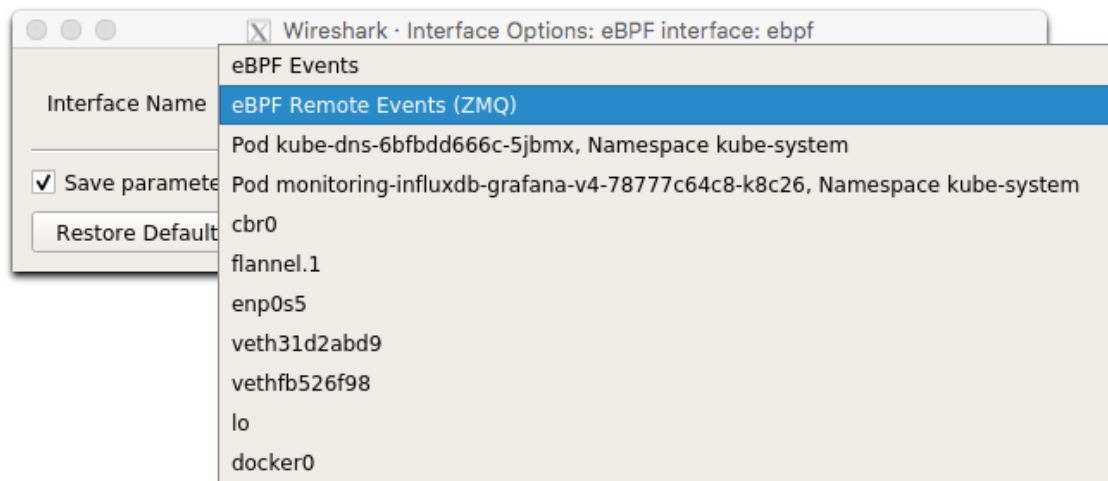 Wireshark · Interface Options: eBPF interface: ebpf
Interface Name
eBPF Events
eBPF Remote Events (ZMQ)
Pod kube-dns-6bfbdd666c-5jbmx, Namespace kube-system
Save paramete
Pod monitoring-influxdb-grafana-v4-78777c64c8-k8c26, Namespace kube-system
Restore Default
cbr0
flannel.1
enp0s5
veth31d2abd9
vethfb526f98
lo
docker0